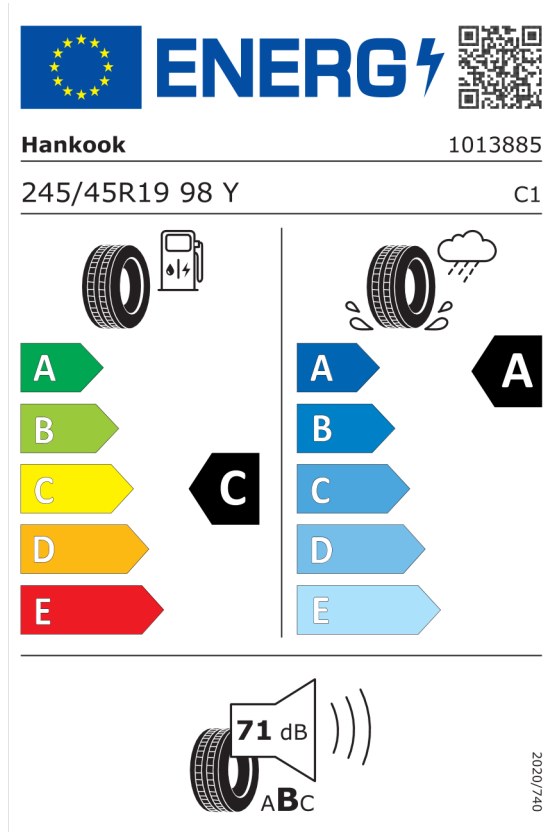 ENERG
Hankook 1013885
245/45R19 98 Y C1
A A A
B B
C C C
D D
E E
71 dB
ABC
2020/740